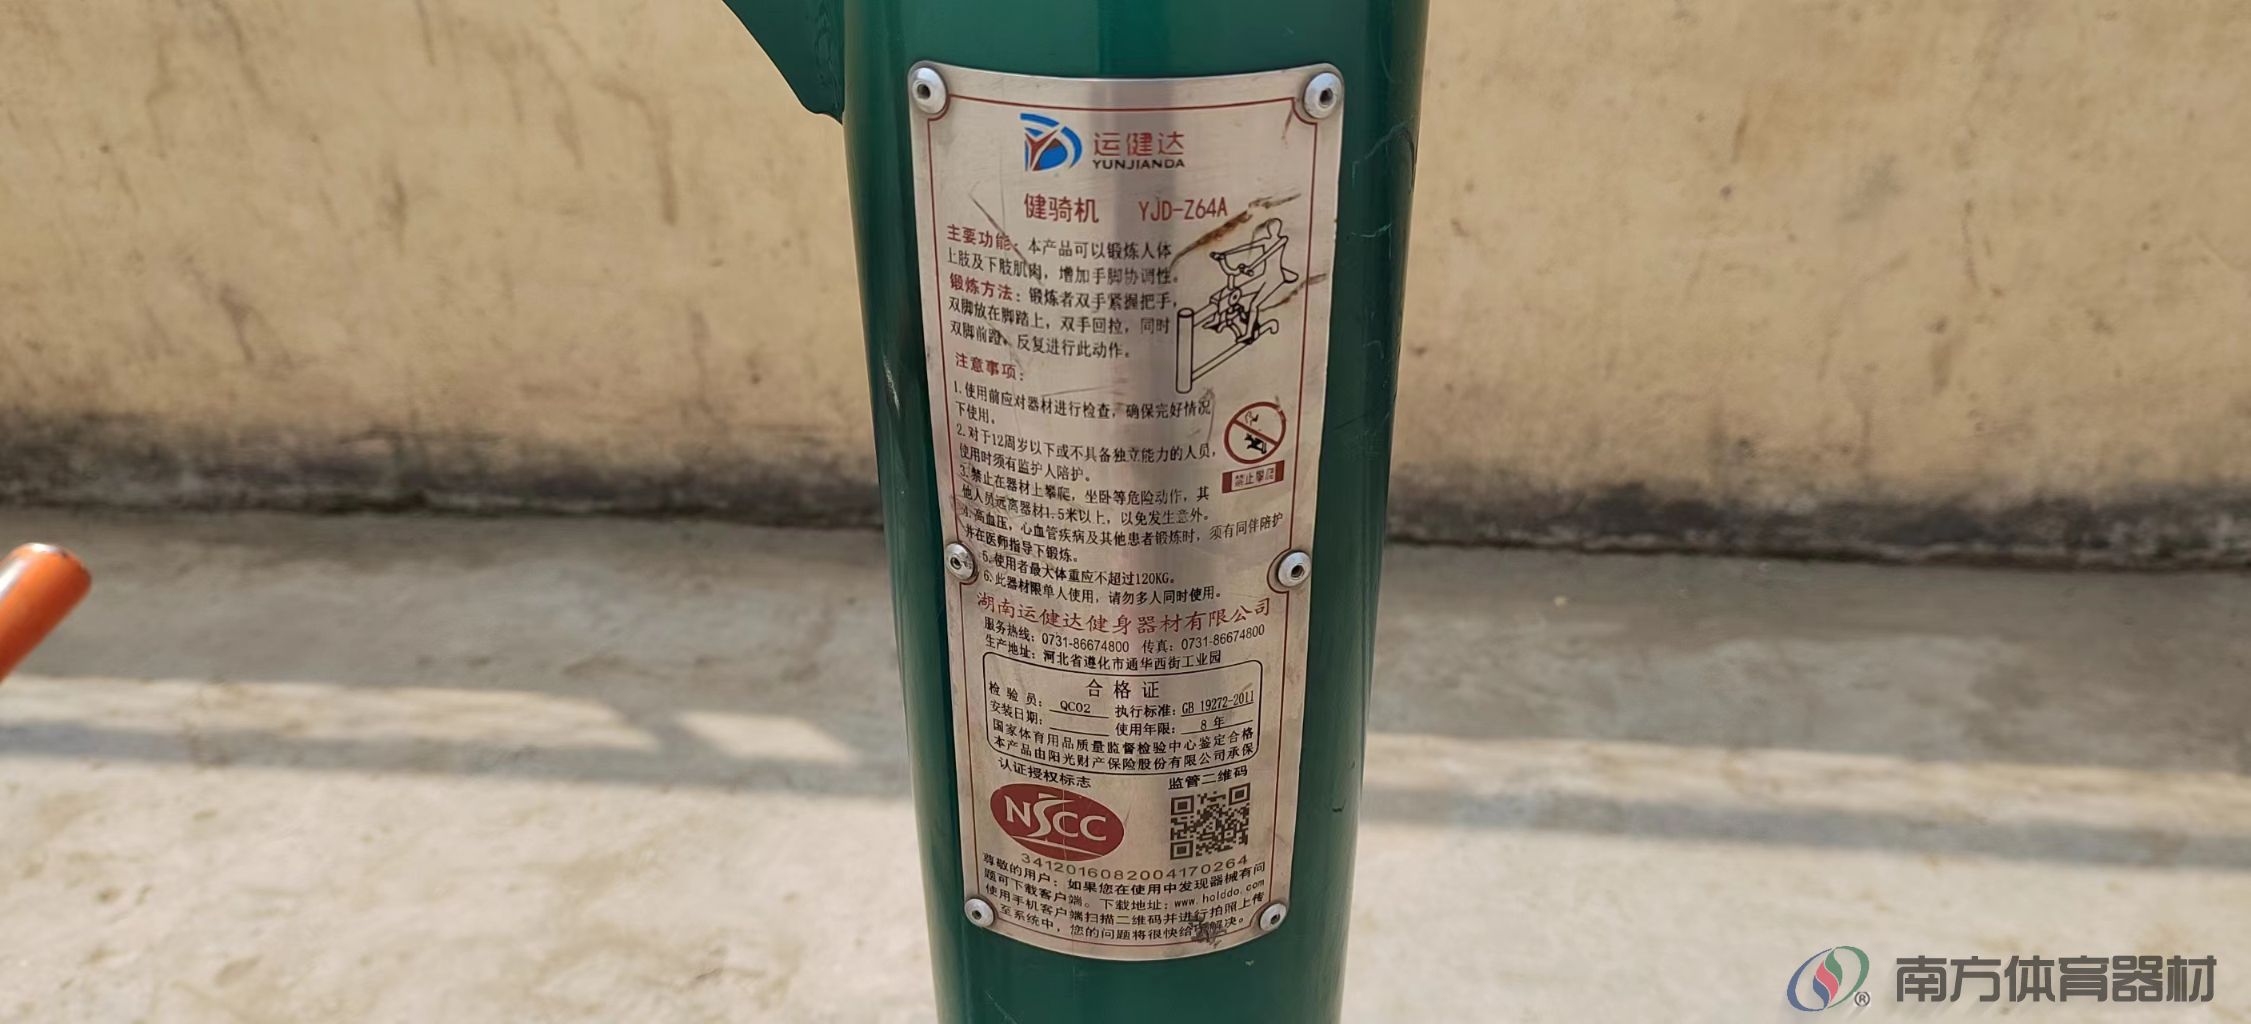 运健达
YUNJIANDA
健骑机 YJD-Z64A
主要功能：本产品可以锻炼人体
上肢及下肢肌肉，增加手脚协调性。
锻炼方法：锻炼者双手紧握把手，
双脚放在脚踏上，双手回拉，同时
双脚前蹬，反复进行此动作。
注意事项：
1.使用前应对器材进行检查，确保完好情况
下使用。
2.对于12周岁以下或不具备独立能力的人员，
使用时须有监护人陪护。
3.禁止在器材上攀爬，坐卧等危险动作，其
他人员远离器材1.5米以上，以免发生意外。
4.高血压，心血管疾病及其他患者锻炼时，须有同伴陪护
并在医师指导下锻炼。
5.使用者最大体重应不超过120KG。
6.此器材限单人使用，请勿多人同时使用。
禁止攀爬
湖南运健达健身器材有限公司
服务热线：0731-86674800 传真：0731-86674800
生产地址：河北省遵化市通华西街工业园
合格证
检验员：QC02 执行标准：GB 19272-2011
安装日期： 使用年限：8 年
国家体育用品质量监督检验中心鉴定合格
本产品由阳光财产保险股份有限公司承保
认证授权标志 监管二维码
NSCC
34120160820041702​64
尊敬的用户：如果您在使用中发现器械有问
题可下载客户端。下载地址：www.holddo.com
使用手机客户端扫描二维码并进行拍照上传
至系统中，您的问题将很快给予解决。
®南方体育器材